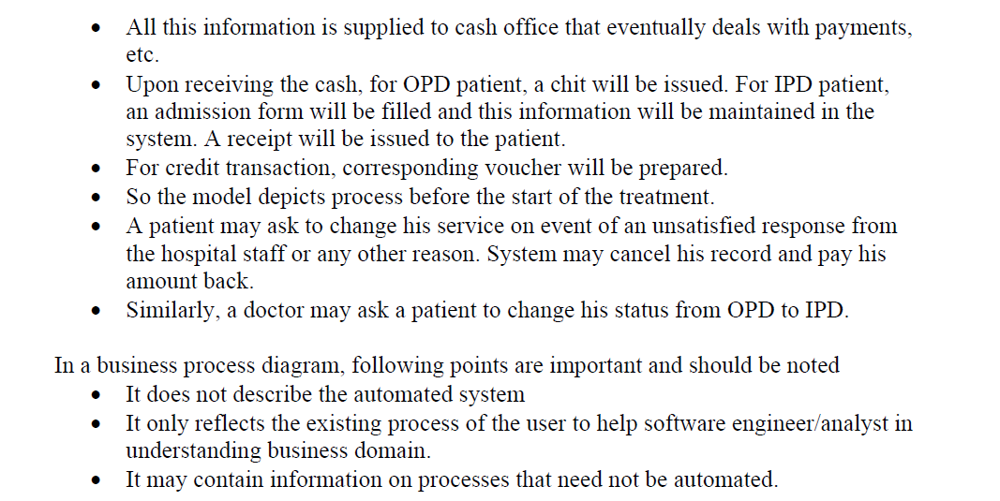 • All this information is supplied to cash office that eventually deals with payments,
etc.
• Upon receiving the cash, for OPD patient, a chit will be issued. For IPD patient,
an admission form will be filled and this information will be maintained in the
system. A receipt will be issued to the patient.
• For credit transaction, corresponding voucher will be prepared.
• So the model depicts process before the start of the treatment.
• A patient may ask to change his service on event of an unsatisfied response from
the hospital staff or any other reason. System may cancel his record and pay his
amount back.
• Similarly, a doctor may ask a patient to change his status from OPD to IPD.
In a business process diagram, following points are important and should be noted
• It does not describe the automated system
• It only reflects the existing process of the user to help software engineer/analyst in
understanding business domain.
• It may contain information on processes that need not be automated.